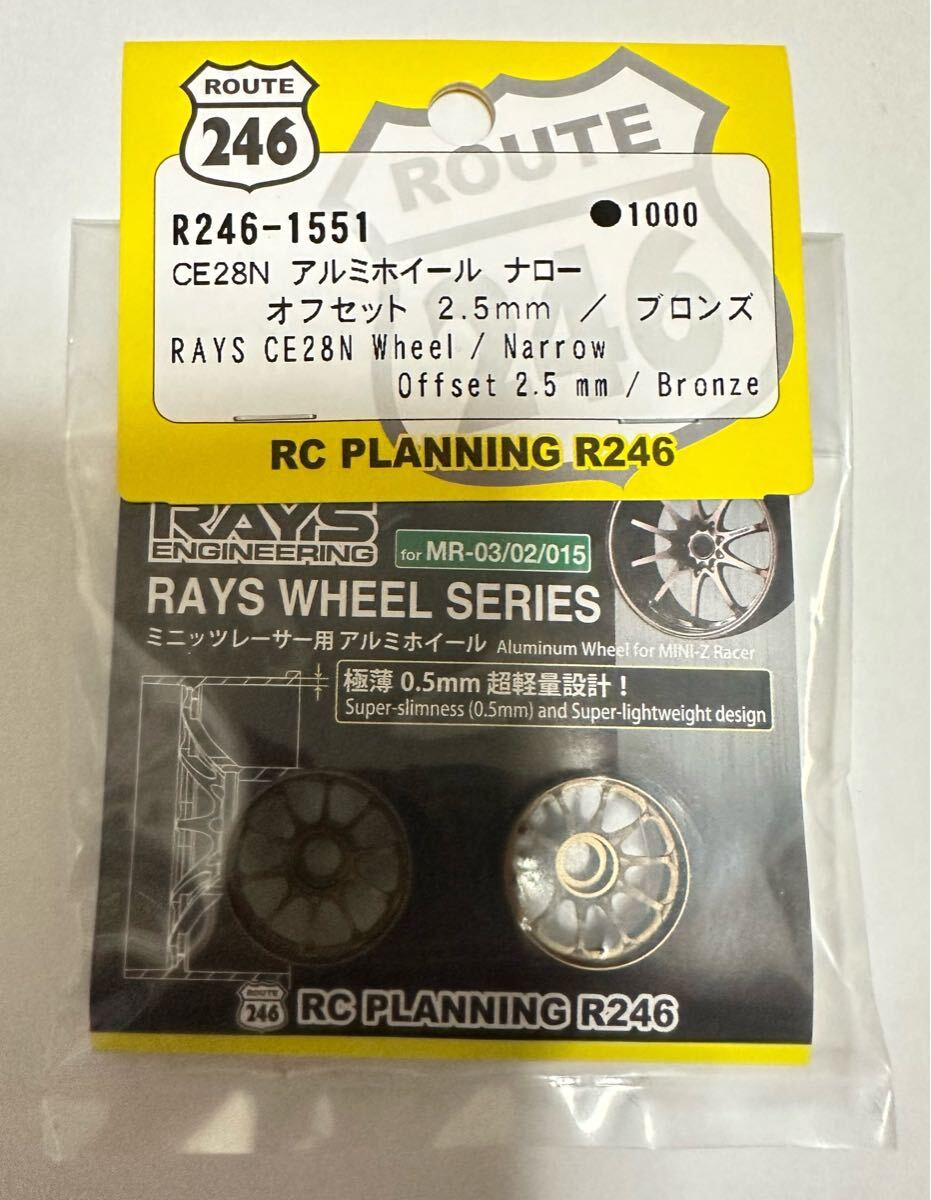 ROUTE
246
ROUTE
246
R246-1551
●1000
CE28N アルミホイール ナロー
オフセット 2.5mm / ブロンズ
RAYS CE28N Wheel / Narrow
Offset 2.5 mm / Bronze
RC PLANNING R246
RAYS
ENGINEERING
for MR-03/02/015
RAYS WHEEL SERIES
ミニッツレーサー用 アルミホイール Aluminum Wheel for MINI-Z Racer
極薄 0.5mm 超軽量設計！
Super-slimness (0.5mm) and Super-lightweight design
ROUTE
246
RC PLANNING R246